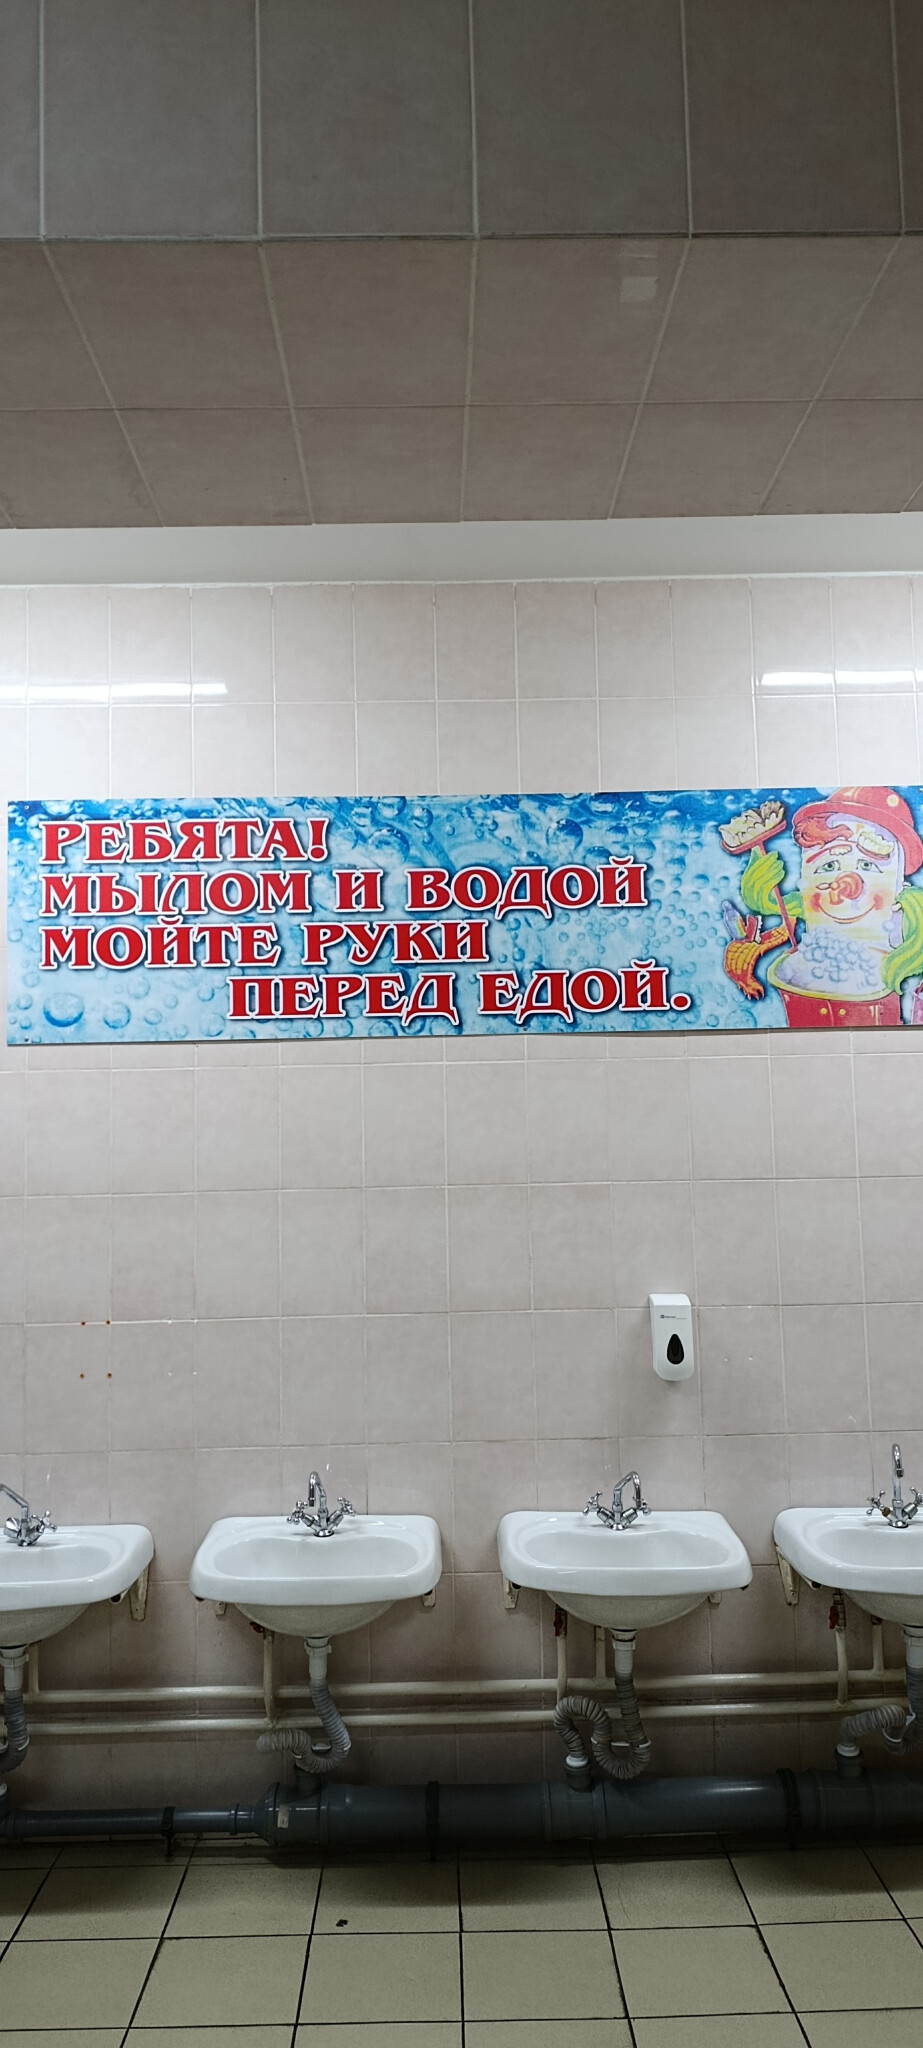 РЕБЯТА!
МЫЛОМ И ВОДОЙ
МОЙТЕ РУКИ
ПЕРЕД ЕДОЙ.